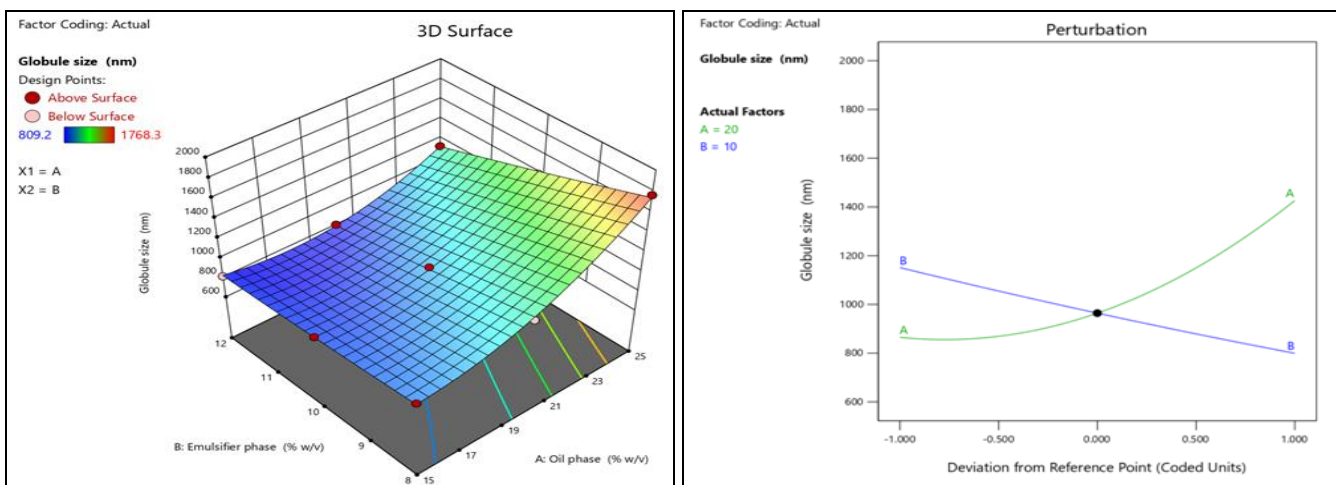 Factor Coding: Actual
3D Surface
Globule size (nm)
Design Points:
Above Surface
Below Surface
809.2 1768.3
X1 = A
X2 = B
2000
1800
1600
1400
1200
1000
800
600
Globule size (nm)
12
11
10
9
8
B: Emulsifier phase (% w/v)
15
17
19
21
23
25
A: Oil phase (% w/v)
Factor Coding: Actual
Perturbation
Globule size (nm)
Actual Factors
A = 20
B = 10
2000
1800
1600
1400
1200
1000
800
600
Globule size (nm)
B
A
A
B
-1.000 -0.500 0.000 0.500 1.000
Deviation from Reference Point (Coded Units)